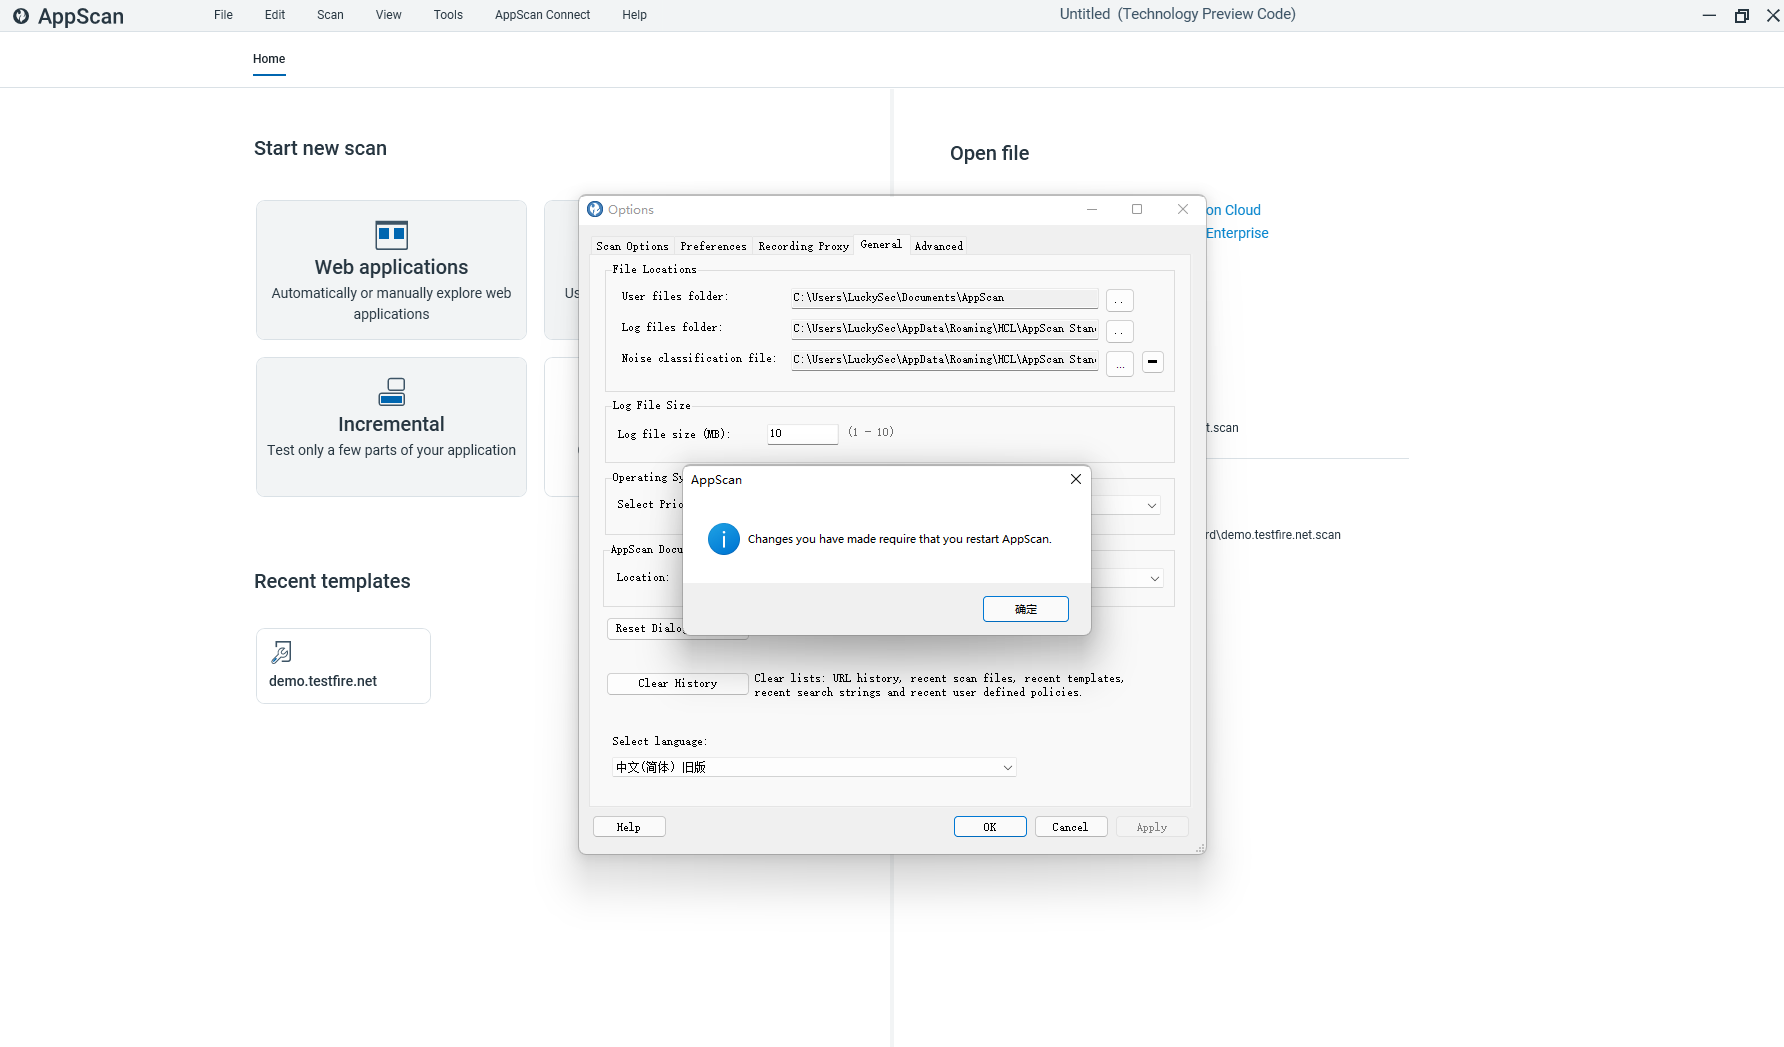 AppScan
File Edit Scan View Tools AppScan Connect Help
Untitled (Technology Preview Code)
Home
Start new scan
Web applications
Automatically or manually explore web
applications
Incremental
Test only a few parts of your application
Recent templates
demo.testfire.net
Open file
on Cloud
Enterprise
t.scan
rd\demo.testfire.net.scan
Us
Options
Scan Options Preferences Recording Proxy General Advanced
File Locations
User files folder: C:\Users\LuckySec\Documents\AppScan ..
Log files folder: C:\Users\LuckySec\AppData\Roaming\HCL\AppScan Stan ..
Noise classification file: C:\Users\LuckySec\AppData\Roaming\HCL\AppScan Stan ...
Log File Size
Log file size (MB): 10 (1 - 10)
Operating Sy
Select Prio
AppScan Docu
Location:
Reset Dialo
Clear History
Clear lists: URL history, recent scan files, recent templates,
recent search strings and recent user defined policies.
Select language:
中文(简体) 旧版
Help OK Cancel Apply
AppScan
Changes you have made require that you restart AppScan.
确定